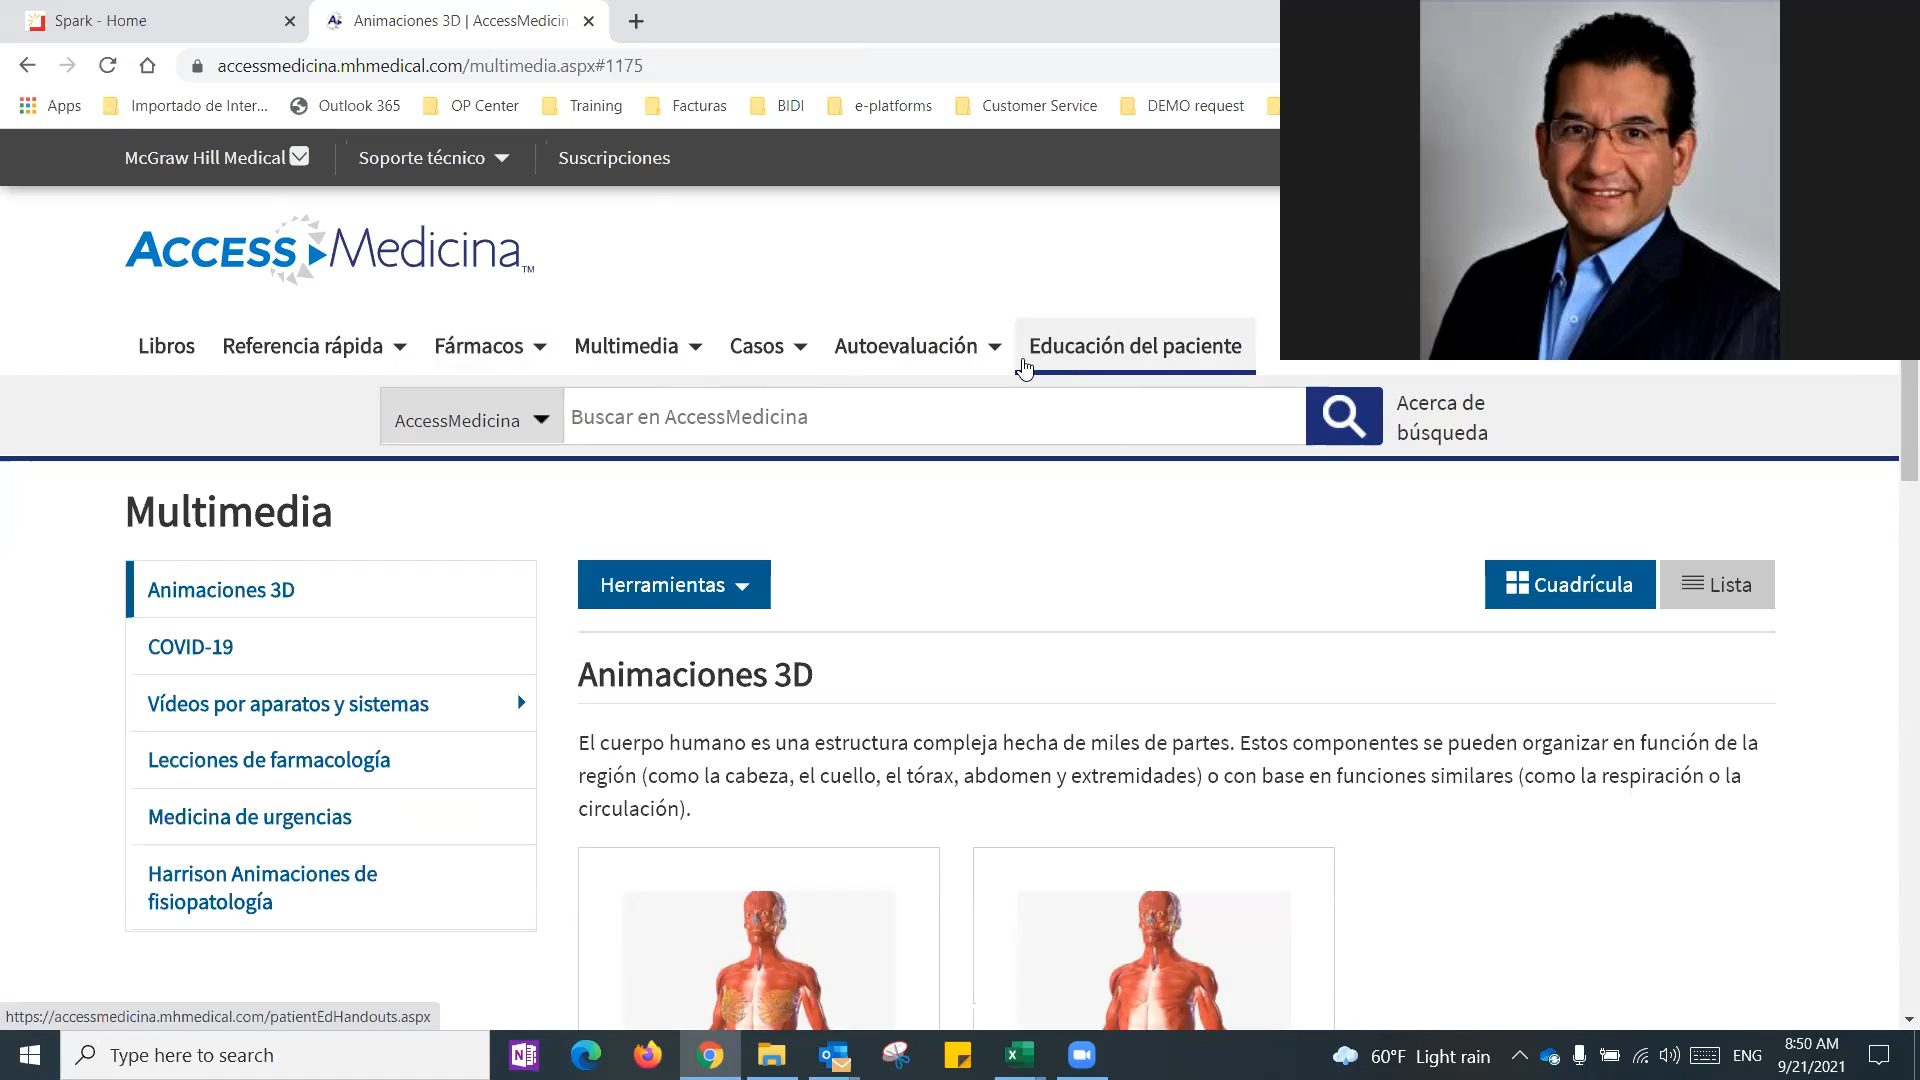 Spark - Home
Animaciones 3D | AccessMedicin
accessmedicina.mhmedical.com/multimedia.aspx#1175
Apps
Importado de Inter...
Outlook 365
OP Center
Training
Facturas
BIDI
e-platforms
Customer Service
DEMO request
McGraw Hill Medical
Soporte técnico
Suscripciones
ACCESS Medicina™
Libros
Referencia rápida
Fármacos
Multimedia
Casos
Autoevaluación
Educación del paciente
AccessMedicina
Buscar en AccessMedicina
Acerca de
búsqueda
Multimedia
Animaciones 3D
COVID-19
Vídeos por aparatos y sistemas
Lecciones de farmacología
Medicina de urgencias
Harrison Animaciones de
fisiopatología
Herramientas
Cuadrícula
Lista
Animaciones 3D
El cuerpo humano es una estructura compleja hecha de miles de partes. Estos componentes se pueden organizar en función de la
región (como la cabeza, el cuello, el tórax, abdomen y extremidades) o con base en funciones similares (como la respiración o la
circulación).
https://accessmedicina.mhmedical.com/patientEdHandouts.aspx
Type here to search
60°F Light rain
ENG
8:50 AM
9/21/2021